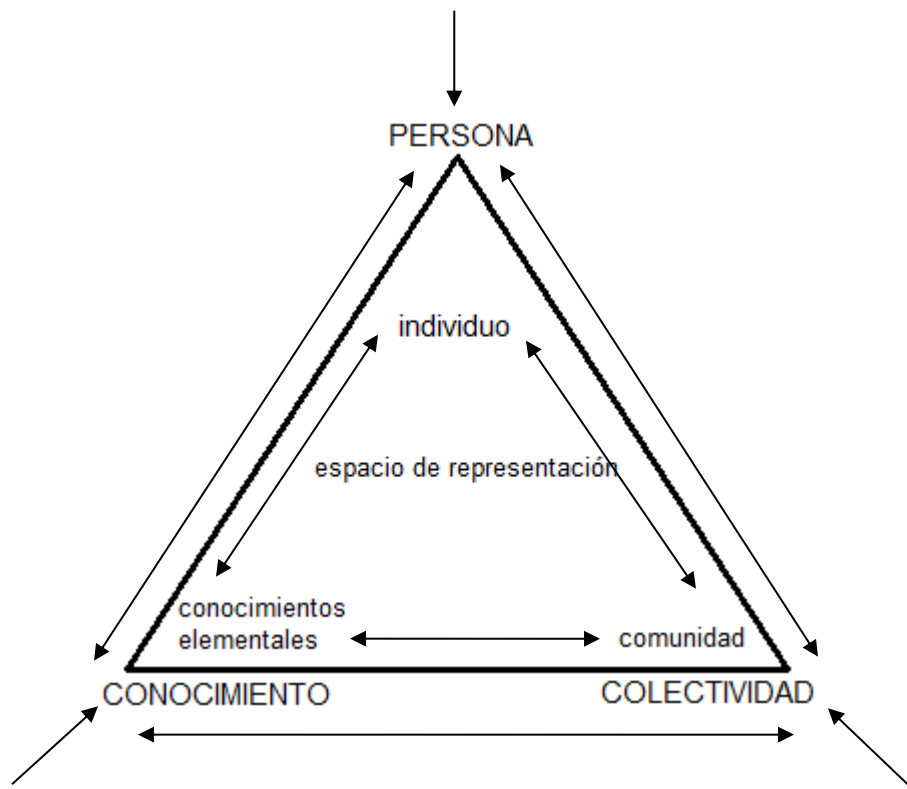 PERSONA
individuo
espacio de representación
conocimientos
elementales
comunidad
CONOCIMIENTO
COLECTIVIDAD